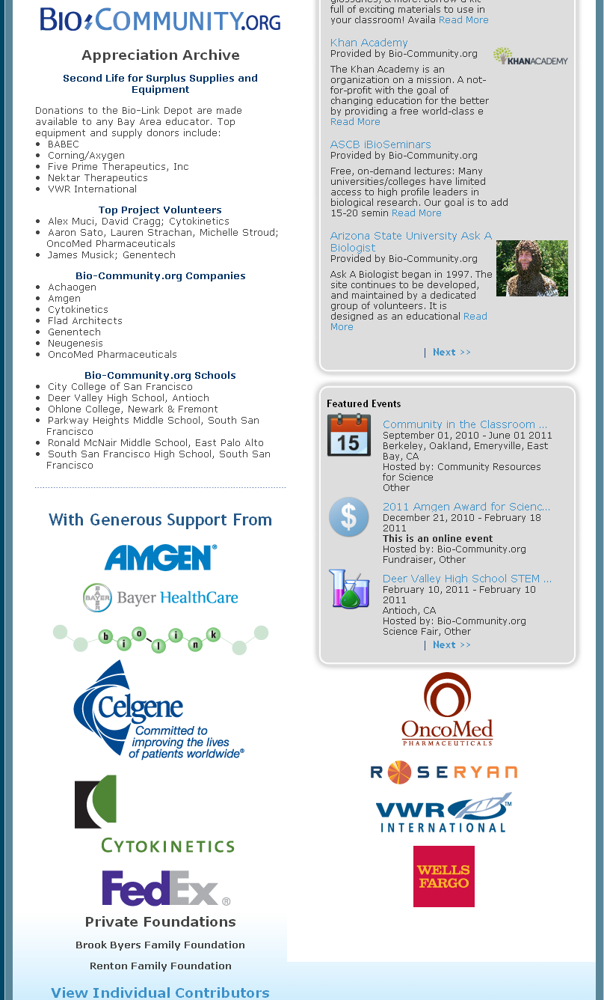 BIO-COMMUNITY.ORG
Appreciation Archive
Second Life for Surplus Supplies and
Equipment
Donations to the Bio-Link Depot are made
available to any Bay Area educator. Top
equipment and supply donors include:
• BABEC
• Corning/Axygen
• Five Prime Therapeutics, Inc
• Nektar Therapeutics
• VWR International
Top Project Volunteers
• Alex Muci, David Cragg; Cytokinetics
• Aaron Sato, Lauren Strachan, Michelle Stroud;
OncoMed Pharmaceuticals
• James Musick; Genentech
Bio-Community.org Companies
• Achaogen
• Amgen
• Cytokinetics
• Flad Architects
• Genentech
• Neugenesis
• OncoMed Pharmaceuticals
Bio-Community.org Schools
• City College of San Francisco
• Deer Valley High School, Antioch
• Ohlone College, Newark & Fremont
• Parkway Heights Middle School, South San
Francisco
• Ronald McNair Middle School, East Palo Alto
• South San Francisco High School, South San
Francisco
With Generous Support From
AMGEN®
BAYER
BAYER
Bayer HealthCare
bio link
Celgene
Committed to
improving the lives
of patients worldwide®
CYTOKINETICS
FedEx®
Private Foundations
Brook Byers Family Foundation
Renton Family Foundation
View Individual Contributors
glossaries, & more. Borrow a kit
full of exciting materials to use in
your classroom! Availa Read More
Khan Academy
Provided by Bio-Community.org
KHANACADEMY
The Khan Academy is an
organization on a mission. A not-
for-profit with the goal of
changing education for the better
by providing a free world-class e
Read More
ASCB iBioSeminars
Provided by Bio-Community.org
Free, on-demand lectures: Many
universities/colleges have limited
access to high profile leaders in
biological research. Our goal is to add
15-20 semin Read More
Arizona State University Ask A
Biologist
Provided by Bio-Community.org
Ask A Biologist began in 1997. The
site continues to be developed,
and maintained by a dedicated
group of volunteers. It is
designed as an educational Read
More
| Next >>
Featured Events
15
Community in the Classroom ...
September 01, 2010 - June 01 2011
Berkeley, Oakland, Emeryville, East
Bay, CA
Hosted by: Community Resources
for Science
Other
$
2011 Amgen Award for Scienc...
December 21, 2010 - February 18
2011
This is an online event
Hosted by: Bio-Community.org
Fundraiser, Other
Deer Valley High School STEM ...
February 10, 2011 - February 10
2011
Antioch, CA
Hosted by: Bio-Community.org
Science Fair, Other
| Next >>
ONCOMED
PHARMACEUTICALS
ROSERYAN
VWR™
INTERNATIONAL
WELLS
FARGO